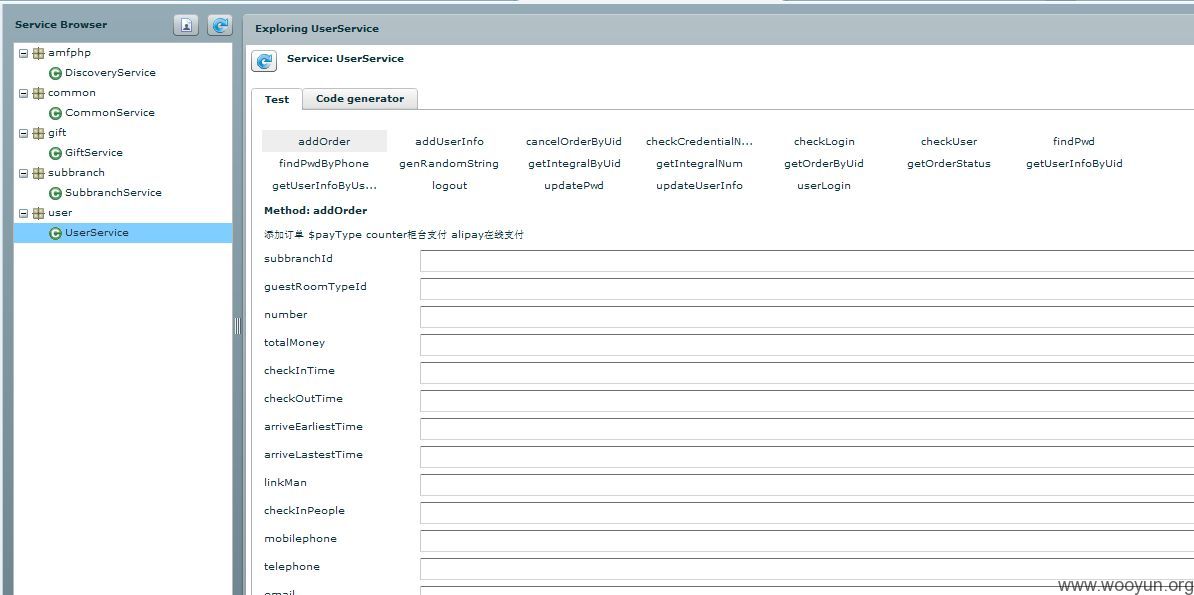 Service Browser
Exploring UserService
amfphp
DiscoveryService
common
CommonService
gift
GiftService
subbranch
SubbranchService
user
UserService
Service: UserService
Test Code generator
addOrder addUserInfo cancelOrderByUid checkCredentialN... checkLogin checkUser findPwd
findPwdByPhone genRandomString getIntegralByUid getIntegralNum getOrderByUid getOrderStatus getUserInfoByUid
getUserInfoByUs... logout updatePwd updateUserInfo userLogin
Method: addOrder
添加订单 $payType counter柜台支付 alipay在线支付
subbranchId
guestRoomTypeId
number
totalMoney
checkInTime
checkOutTime
arriveEarliestTime
arriveLastestTime
linkMan
checkInPeople
mobilephone
telephone
email
www.wooyun.org